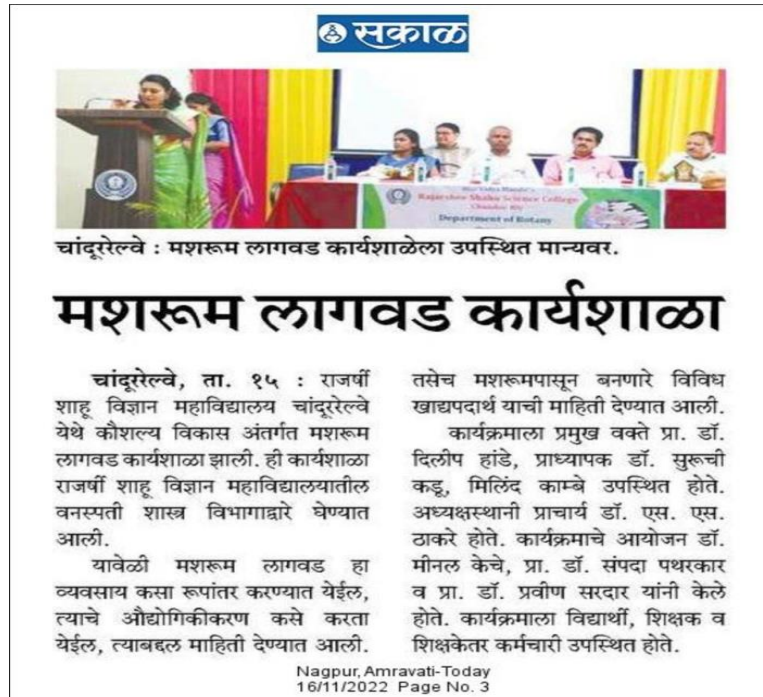 सकाळ
Shiv Vidya Mandir's
Rajarshee Shahu Science College
Chandur Rly
Department of Botany
चांदूररेल्वे : मशरूम लागवड कार्यशाळेला उपस्थित मान्यवर.
मशरूम लागवड कार्यशाळा
चांदूररेल्वे, ता. १५ : राजर्षी
शाहू विज्ञान महाविद्यालय चांदूररेल्वे
येथे कौशल्य विकास अंतर्गत मशरूम
लागवड कार्यशाळा झाली. ही कार्यशाळा
राजर्षी शाहू विज्ञान महाविद्यालयातील
वनस्पती शास्त्र विभागाद्वारे घेण्यात
आली.
यावेळी मशरूम लागवड हा
व्यवसाय कसा रूपांतर करण्यात येईल,
त्याचे औद्योगिकीकरण कसे करता
येईल, त्याबद्दल माहिती देण्यात आली.
तसेच मशरूमपासून बनणारे विविध
खाद्यपदार्थ याची माहिती देण्यात आली.
कार्यक्रमाला प्रमुख वक्ते प्रा. डॉ.
दिलीप हांडे, प्राध्यापक डॉ. सुरूची
कडू, मिलिंद काम्बे उपस्थित होते.
अध्यक्षस्थानी प्राचार्य डॉ. एस. एस.
ठाकरे होते. कार्यक्रमाचे आयोजन डॉ.
मीनल केचे, प्रा. डॉ. संपदा पथरकार
व प्रा. डॉ. प्रवीण सरदार यांनी केले
होते. कार्यक्रमाला विद्यार्थी, शिक्षक व
शिक्षकेतर कर्मचारी उपस्थित होते.
Nagpur, Amravati-Today
16/11/2022 Page No. 3